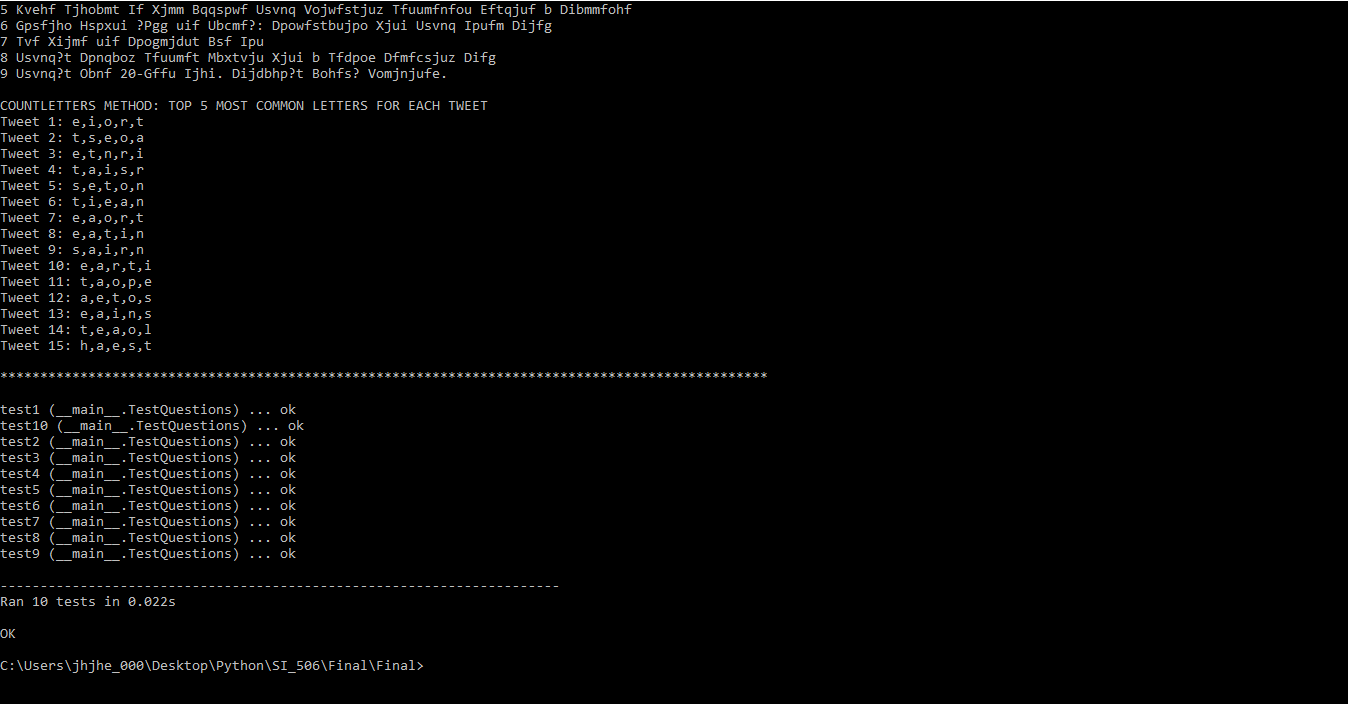 5 Kvehf Tjhobmt If Xjmm Bqqspwf Usvnq Vojwfstjuz Tfuumfnfou Eftqjuf b Dibmmfohf
6 Gpsfjho Hspxui ?Pgg uif Ubcmf?: Dpowfstbujpo Xjui Usvnq Ipufm Dijfg
7 Tvf Xijmf uif Dpogmjdut Bsf Ipu
8 Usvnq?t Dpnqboz Tfuumft Mbxtvju Xjui b Tfdpoe Dfmfcsjuz Difg
9 Usvnq?t Obnf 20-Gffu Ijhi. Dijdbhp?t Bohfs? Vomjnjufe.
COUNTLETTERS METHOD: TOP 5 MOST COMMON LETTERS FOR EACH TWEET
Tweet 1: e,i,o,r,t
Tweet 2: t,s,e,o,a
Tweet 3: e,t,n,r,i
Tweet 4: t,a,i,s,r
Tweet 5: s,e,t,o,n
Tweet 6: t,i,e,a,n
Tweet 7: e,a,o,r,t
Tweet 8: e,a,t,i,n
Tweet 9: s,a,i,r,n
Tweet 10: e,a,r,t,i
Tweet 11: t,a,o,p,e
Tweet 12: a,e,t,o,s
Tweet 13: e,a,i,n,s
Tweet 14: t,e,a,o,l
Tweet 15: h,a,e,s,t
************************************************************************************************
test1 (__main__.TestQuestions) ... ok
test10 (__main__.TestQuestions) ... ok
test2 (__main__.TestQuestions) ... ok
test3 (__main__.TestQuestions) ... ok
test4 (__main__.TestQuestions) ... ok
test5 (__main__.TestQuestions) ... ok
test6 (__main__.TestQuestions) ... ok
test7 (__main__.TestQuestions) ... ok
test8 (__main__.TestQuestions) ... ok
test9 (__main__.TestQuestions) ... ok
----------------------------------------------------------------------
Ran 10 tests in 0.022s
OK
C:\Users\jhjhe_000\Desktop\Python\SI_506\Final\Final>